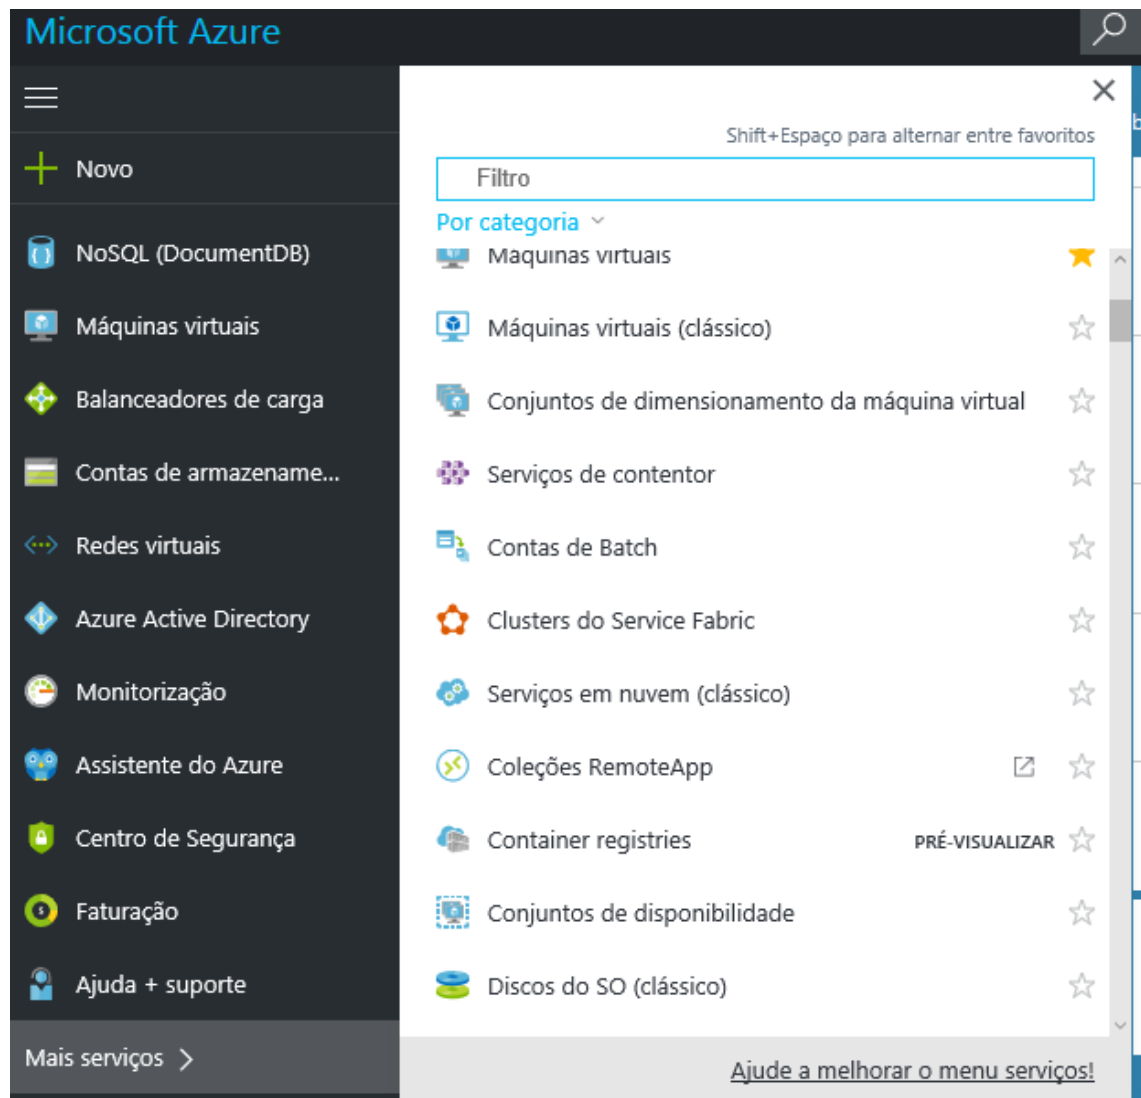 Microsoft Azure
Novo
NoSQL (DocumentDB)
Máquinas virtuais
Balanceadores de carga
Contas de armazename...
Redes virtuais
Azure Active Directory
Monitorização
Assistente do Azure
Centro de Segurança
Faturação
Ajuda + suporte
Mais serviços
Shift+Espaço para alternar entre favoritos
Filtro
Por categoria
Máquinas virtuais
Máquinas virtuais (clássico)
Conjuntos de dimensionamento da máquina virtual
Serviços de contentor
Contas de Batch
Clusters do Service Fabric
Serviços em nuvem (clássico)
Coleções RemoteApp
Container registries PRÉ-VISUALIZAR
Conjuntos de disponibilidade
Discos do SO (clássico)
Ajude a melhorar o menu serviços!